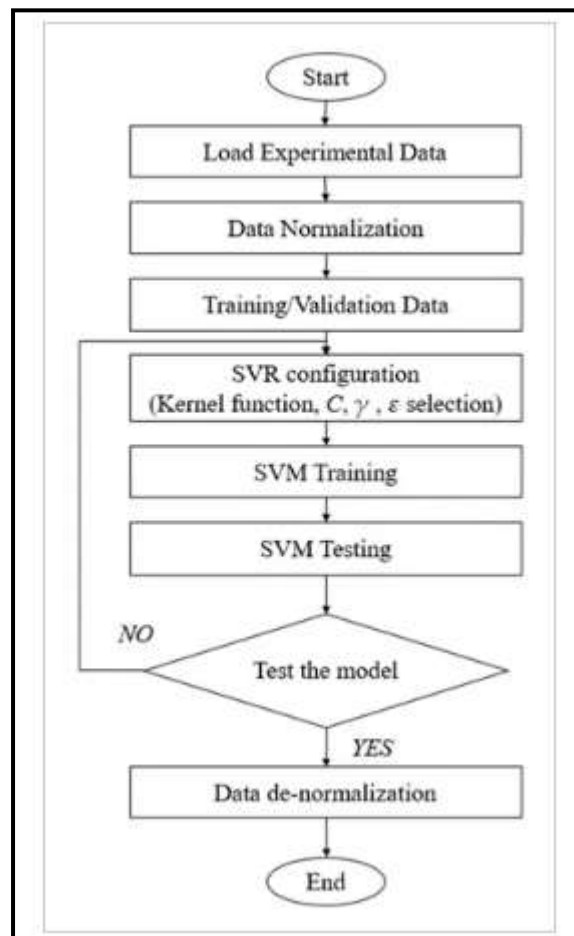 Start
Load Experimental Data
Data Normalization
Training/Validation Data
SVR configuration
(Kernel function, C, γ , ε selection)
SVM Training
SVM Testing
NO
Test the model
YES
Data de-normalization
End